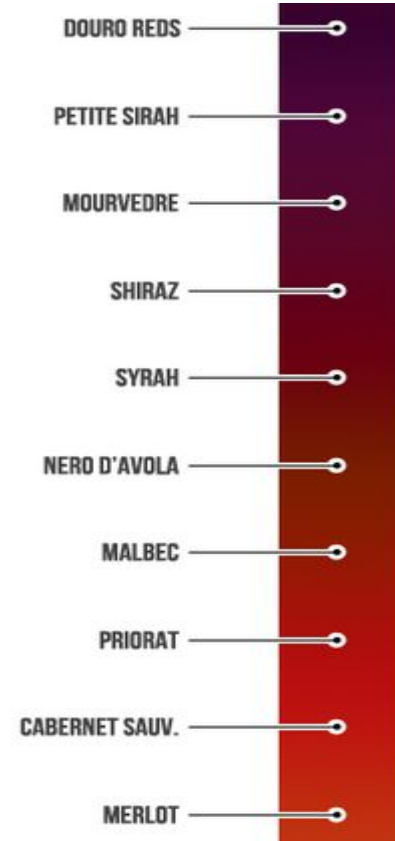 DOURO REDS
PETITE SIRAH
MOURVEDRE
SHIRAZ
SYRAH
NERO D'AVOLA
MALBEC
PRIORAT
CABERNET SAUV.
MERLOT